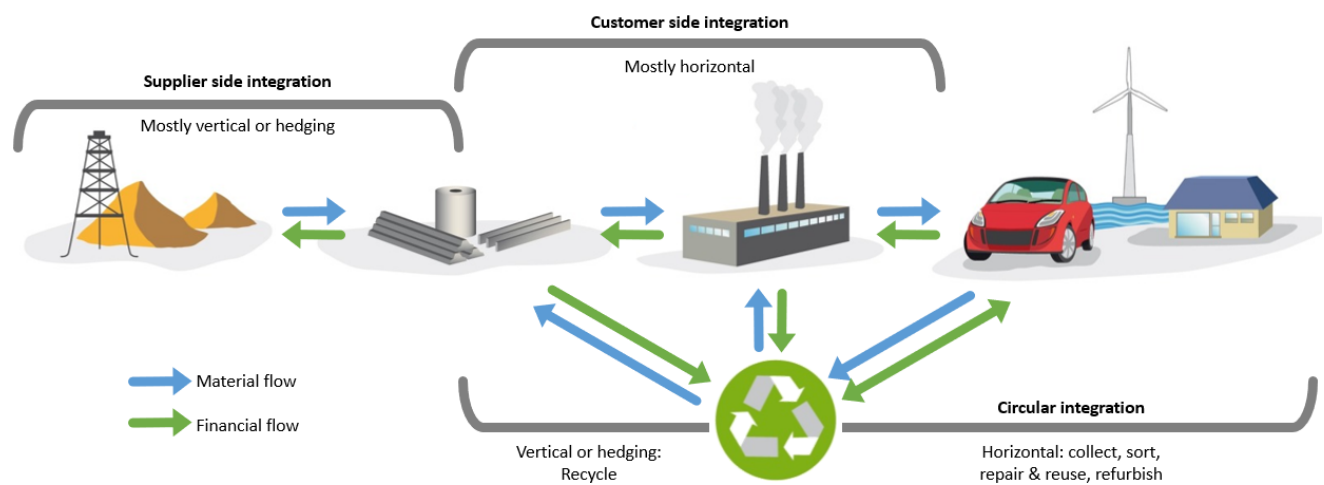 Customer side integration
Mostly horizontal
Supplier side integration
Mostly vertical or hedging
Material flow
Financial flow
Circular integration
Vertical or hedging:
Recycle
Horizontal: collect, sort,
repair & reuse, refurbish